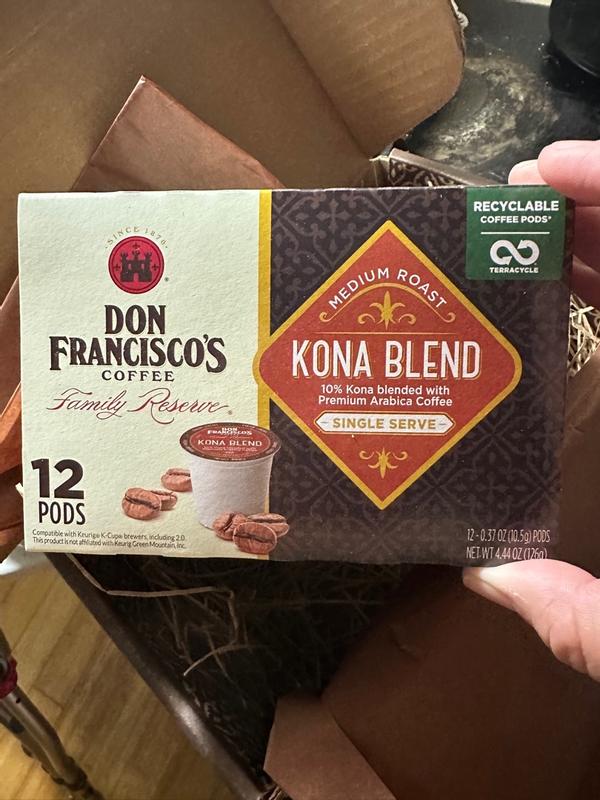 SINCE 1870
DON
FRANCISCO'S
COFFEE
Family Reserve®
12
PODS
Compatible with Keurig® K-Cup® brewers, including 2.0.
This product is not affiliated with Keurig Green Mountain, Inc.
DON
FRANCISCO'S
KONA BLEND
MEDIUM ROAST
KONA BLEND
10% Kona blended with
Premium Arabica Coffee
SINGLE SERVE
RECYCLABLE
COFFEE PODS*
TERRACYCLE
12 - 0.37 OZ (10.5g) PODS
NET WT 4.44 OZ (126g)